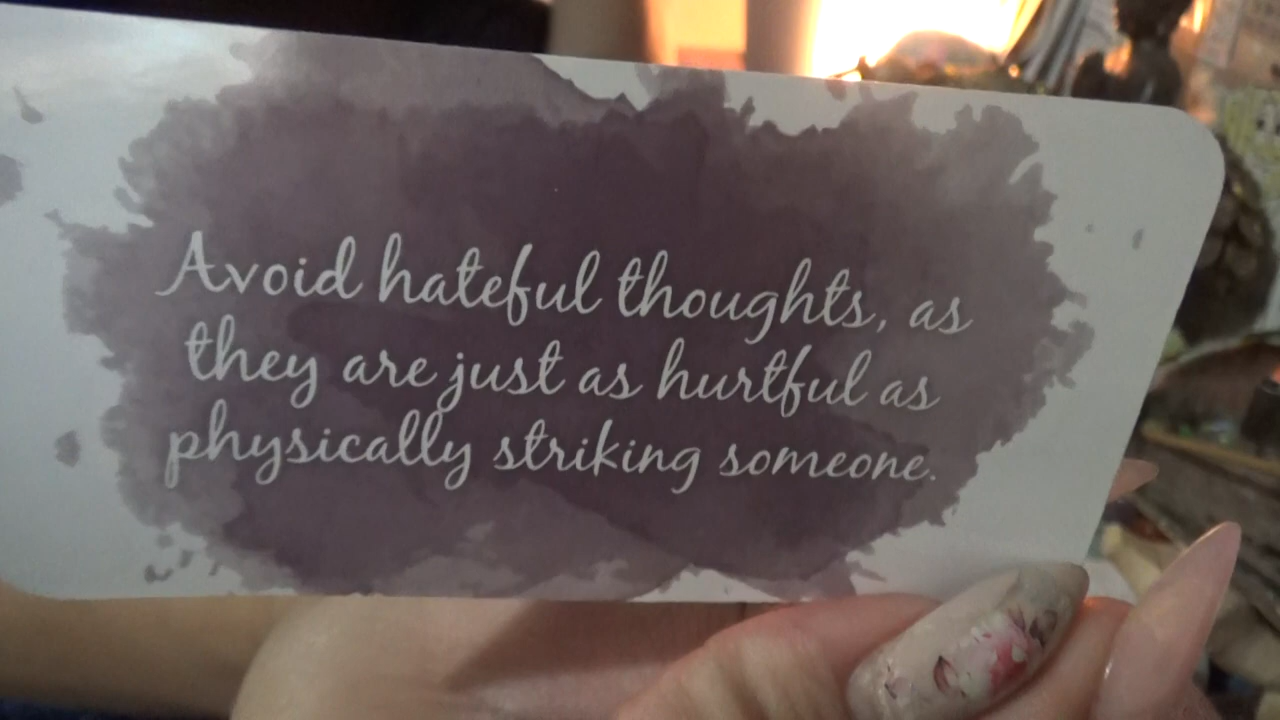 Avoid hateful thoughts, as
they are just as hurtful as
physically striking someone.